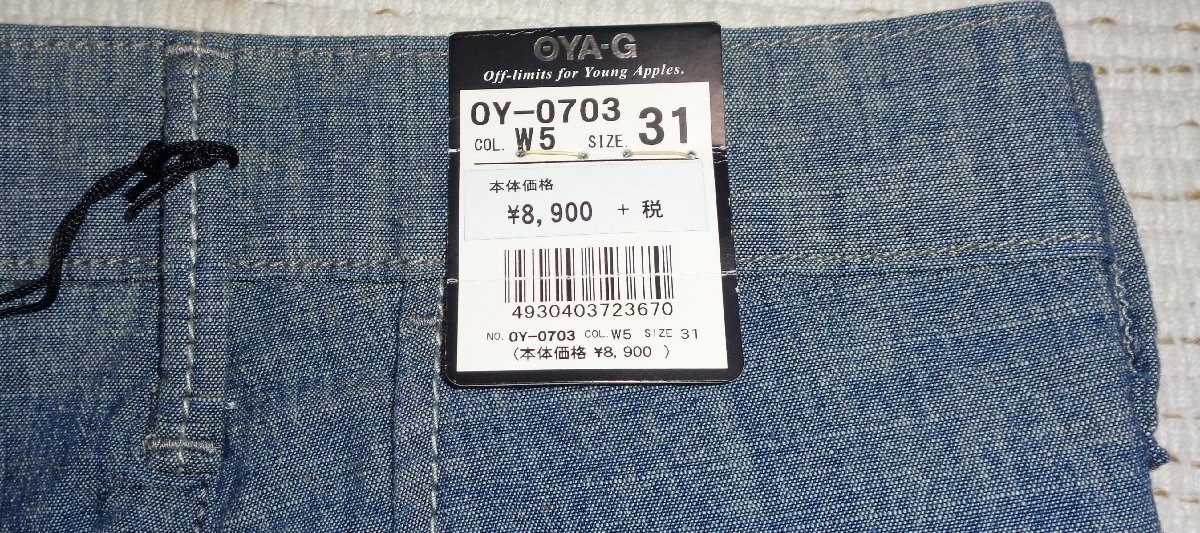 OYA-G
Off-limits for Young Apples.
OY-0703
COL. W5 SIZE. 31
本体価格
¥8,900 + 税
4930403723670
NO. OY-0703 COL. W5 SIZE 31
(本体価格 ¥8,900 )